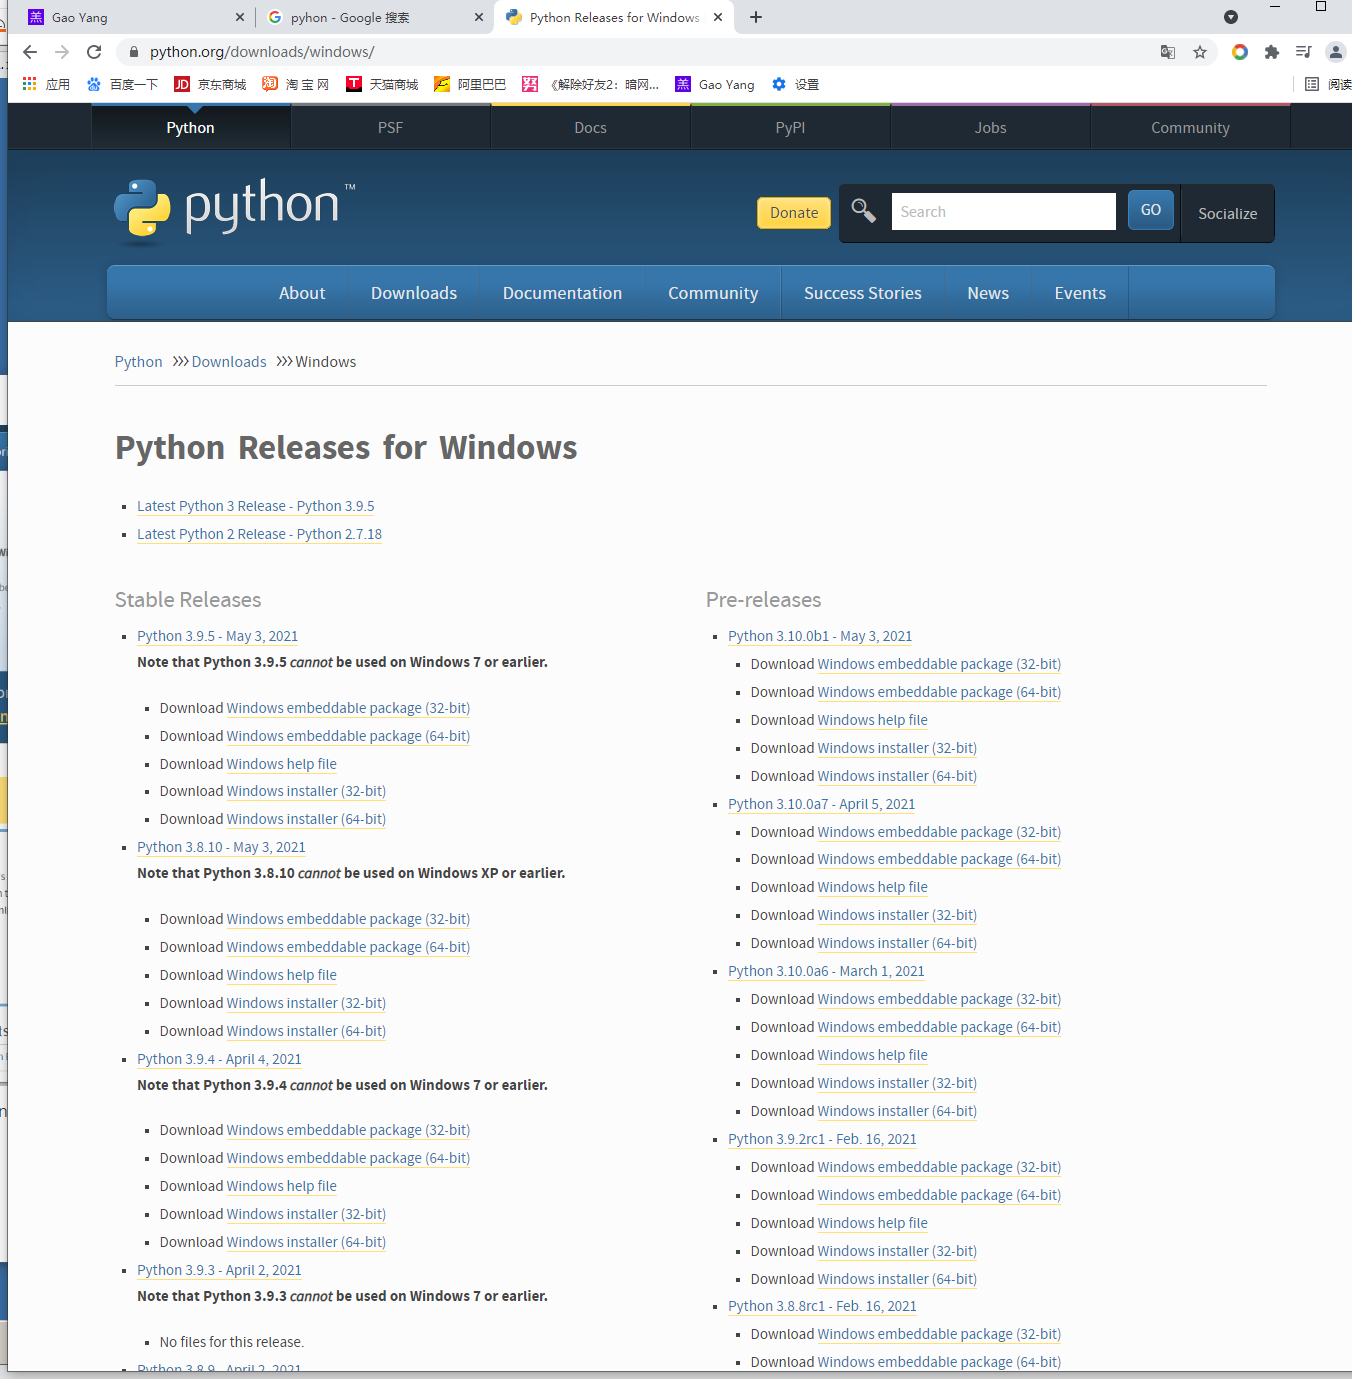 Gao Yang
pyhon - Google 搜索
Python Releases for Windows
python.org/downloads/windows/
应用
百度一下
JD 京东商城
淘 淘 宝 网
T 天猫商城
阿里巴巴
《解除好友2：暗网...
Gao Yang
设置
阅读
Python
PSF
Docs
PyPI
Jobs
Community
python™
Donate
Search
GO
Socialize
About
Downloads
Documentation
Community
Success Stories
News
Events
Python >>> Downloads >>> Windows
Python Releases for Windows
Latest Python 3 Release - Python 3.9.5
Latest Python 2 Release - Python 2.7.18
Stable Releases
Python 3.9.5 - May 3, 2021
Note that Python 3.9.5 cannot be used on Windows 7 or earlier.
Download Windows embeddable package (32-bit)
Download Windows embeddable package (64-bit)
Download Windows help file
Download Windows installer (32-bit)
Download Windows installer (64-bit)
Python 3.8.10 - May 3, 2021
Note that Python 3.8.10 cannot be used on Windows XP or earlier.
Download Windows embeddable package (32-bit)
Download Windows embeddable package (64-bit)
Download Windows help file
Download Windows installer (32-bit)
Download Windows installer (64-bit)
Python 3.9.4 - April 4, 2021
Note that Python 3.9.4 cannot be used on Windows 7 or earlier.
Download Windows embeddable package (32-bit)
Download Windows embeddable package (64-bit)
Download Windows help file
Download Windows installer (32-bit)
Download Windows installer (64-bit)
Python 3.9.3 - April 2, 2021
Note that Python 3.9.3 cannot be used on Windows 7 or earlier.
No files for this release.
Python 3.8.9 - April 2, 2021
Pre-releases
Python 3.10.0b1 - May 3, 2021
Download Windows embeddable package (32-bit)
Download Windows embeddable package (64-bit)
Download Windows help file
Download Windows installer (32-bit)
Download Windows installer (64-bit)
Python 3.10.0a7 - April 5, 2021
Download Windows embeddable package (32-bit)
Download Windows embeddable package (64-bit)
Download Windows help file
Download Windows installer (32-bit)
Download Windows installer (64-bit)
Python 3.10.0a6 - March 1, 2021
Download Windows embeddable package (32-bit)
Download Windows embeddable package (64-bit)
Download Windows help file
Download Windows installer (32-bit)
Download Windows installer (64-bit)
Python 3.9.2rc1 - Feb. 16, 2021
Download Windows embeddable package (32-bit)
Download Windows embeddable package (64-bit)
Download Windows help file
Download Windows installer (32-bit)
Download Windows installer (64-bit)
Python 3.8.8rc1 - Feb. 16, 2021
Download Windows embeddable package (32-bit)
Download Windows embeddable package (64-bit)